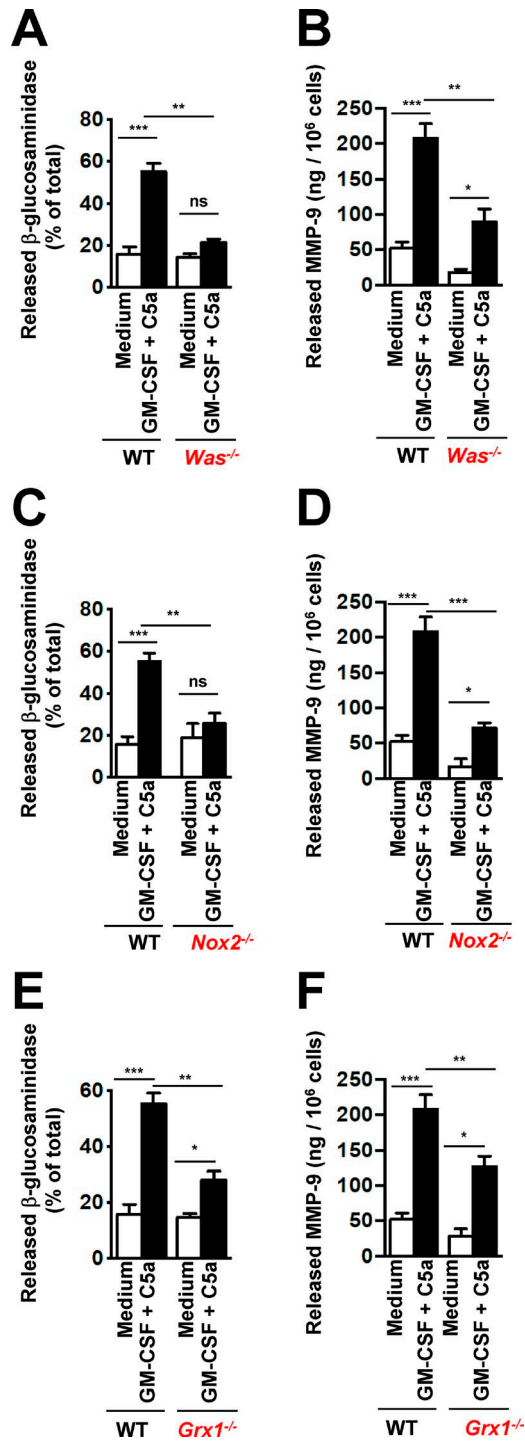 A
Released β-glucosaminidase
(% of total)
80
60
40
20
0
***
**
ns
Medium
GM-CSF + C5a
Medium
GM-CSF + C5a
WT
Was-/-
B
Released MMP-9 (ng / 10⁶ cells)
250
200
150
100
50
0
***
**
*
Medium
GM-CSF + C5a
Medium
GM-CSF + C5a
WT
Was-/-
C
Released β-glucosaminidase
(% of total)
80
60
40
20
0
***
**
ns
Medium
GM-CSF + C5a
Medium
GM-CSF + C5a
WT
Nox2-/-
D
Released MMP-9 (ng / 10⁶ cells)
250
200
150
100
50
0
***
***
*
Medium
GM-CSF + C5a
Medium
GM-CSF + C5a
WT
Nox2-/-
E
Released β-glucosaminidase
(% of total)
60
40
20
0
***
**
*
Medium
GM-CSF + C5a
Medium
GM-CSF + C5a
WT
Grx1-/-
F
Released MMP-9 (ng / 10⁶ cells)
250
200
150
100
50
0
***
**
*
Medium
GM-CSF + C5a
Medium
GM-CSF + C5a
WT
Grx1-/-